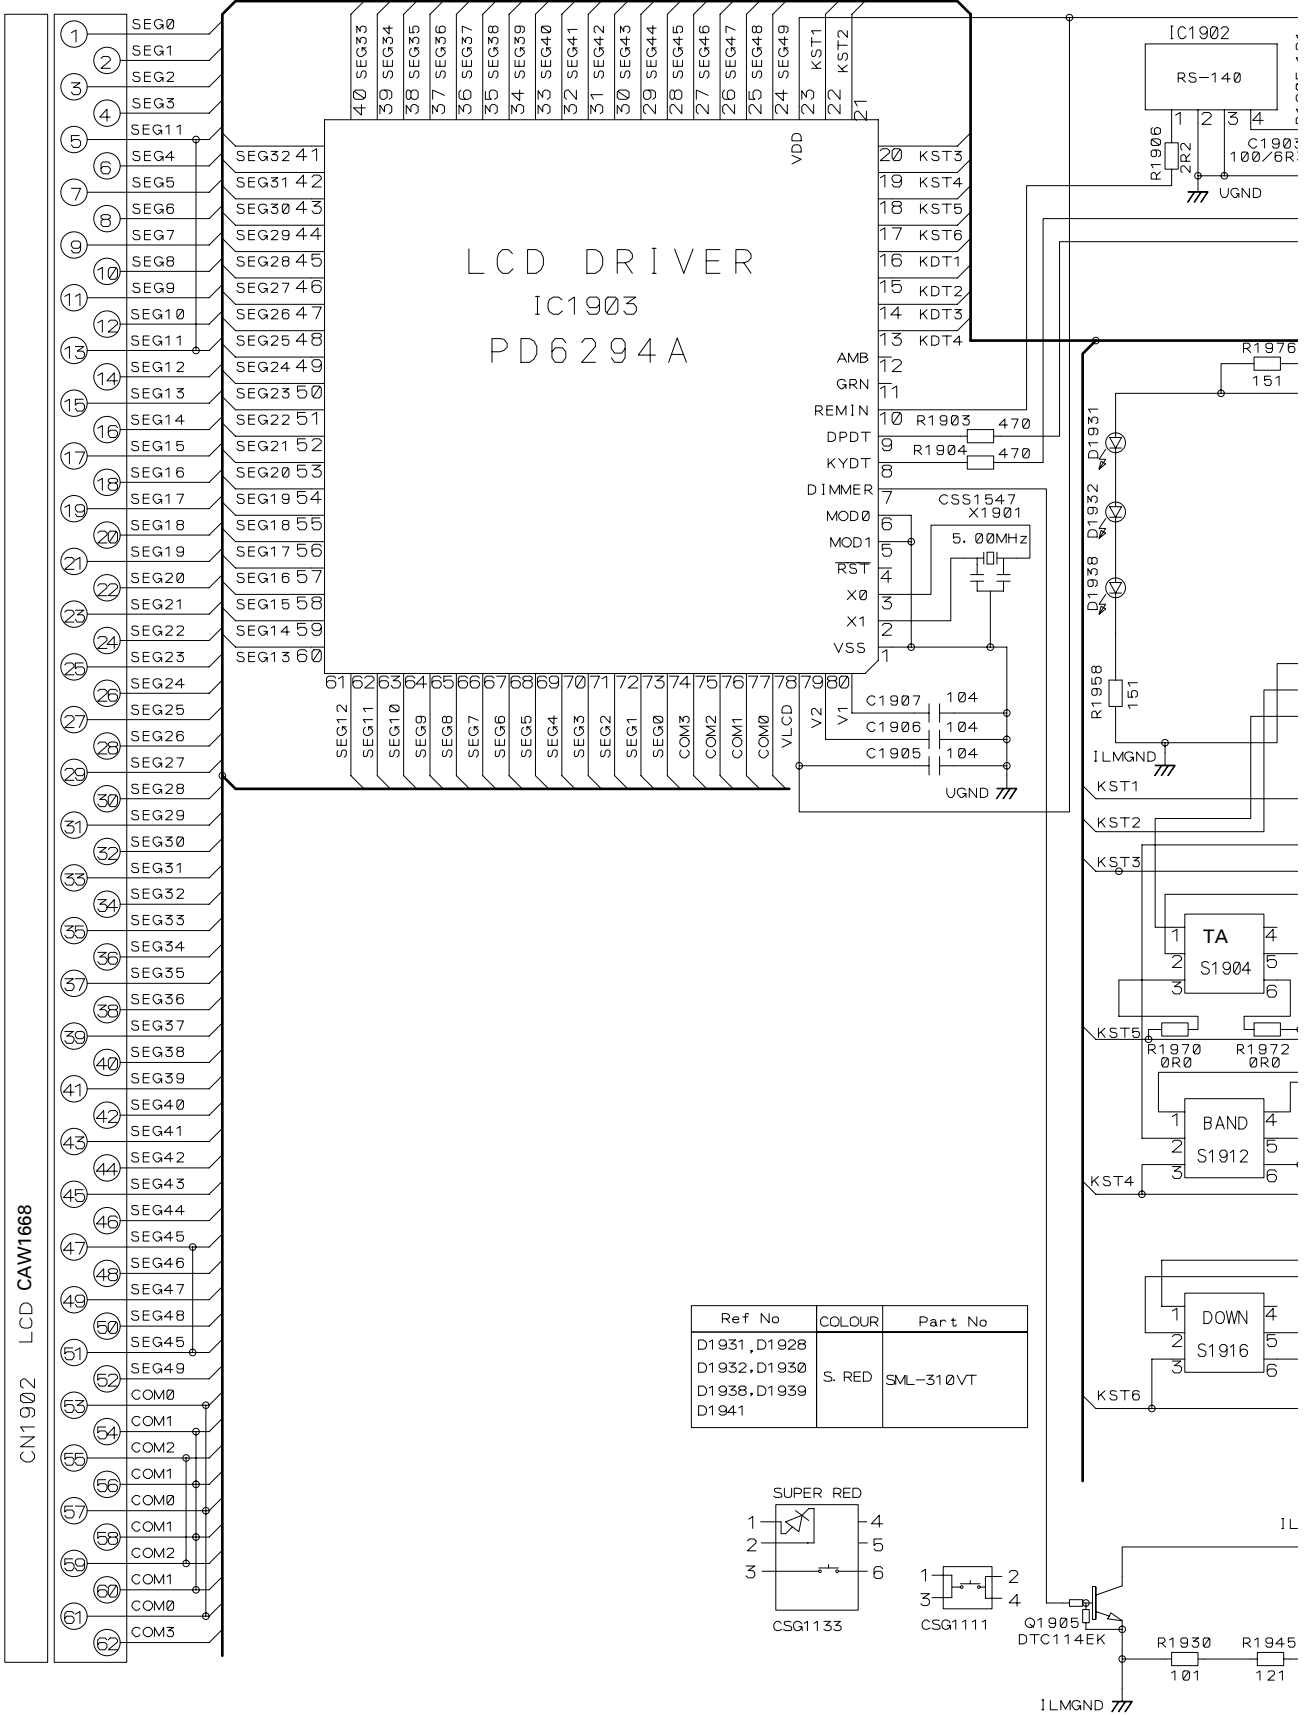 CN1902 LCD CAW1668
1 SEG0
2 SEG1
3 SEG2
4 SEG3
5 SEG11
6 SEG4
7 SEG5
8 SEG6
9 SEG7
10 SEG8
11 SEG9
12 SEG10
13 SEG11
14 SEG12
15 SEG13
16 SEG14
17 SEG15
18 SEG16
19 SEG17
20 SEG18
21 SEG19
22 SEG20
23 SEG21
24 SEG22
25 SEG23
26 SEG24
27 SEG25
28 SEG26
29 SEG27
30 SEG28
31 SEG29
32 SEG30
33 SEG31
34 SEG32
35 SEG33
36 SEG34
37 SEG35
38 SEG36
39 SEG37
40 SEG38
41 SEG39
42 SEG40
43 SEG41
44 SEG42
45 SEG43
46 SEG44
47 SEG45
48 SEG46
49 SEG47
50 SEG48
51 SEG45
52 SEG49
53 COM0
54 COM1
55 COM2
56 COM1
57 COM0
58 COM1
59 COM2
60 COM1
61 COM0
62 COM3
40 SEG33
39 SEG34
38 SEG35
37 SEG36
36 SEG37
35 SEG38
34 SEG39
33 SEG40
32 SEG41
31 SEG42
30 SEG43
29 SEG44
28 SEG45
27 SEG46
26 SEG47
25 SEG48
24 SEG49
23 KST1
22 KST2
21
VDD
SEG32 41
SEG31 42
SEG30 43
SEG29 44
SEG28 45
SEG27 46
SEG26 47
SEG25 48
SEG24 49
SEG23 50
SEG22 51
SEG21 52
SEG20 53
SEG19 54
SEG18 55
SEG17 56
SEG16 57
SEG15 58
SEG14 59
SEG13 60
LCD DRIVER
IC1903
PD6294A
20 KST3
19 KST4
18 KST5
17 KST6
16 KDT1
15 KDT2
14 KDT3
13 KDT4
AMB 12
GRN 11
REMIN 10
DPDT 9
KYDT 8
DIMMER 7
MOD0 6
MOD1 5
RST 4
X0 3
X1 2
VSS 1
R1903 470
R1904 470
CSS1547
X1901
5.00MHz
61 SEG12
62 SEG11
63 SEG10
64 SEG9
65 SEG8
66 SEG7
67 SEG6
68 SEG5
69 SEG4
70 SEG3
71 SEG2
72 SEG1
73 SEG0
74 COM3
75 COM2
76 COM1
77 COM0
78 VLCD
79 V2
80 V1
C1907 104
C1906 104
C1905 104
UGND
IC1902
RS-140
1 2 3 4
R1906
2R2
C1903
UGND
R1976
151
D1931
D1932
D1938
R1958
151
ILMGND
KST1
KST2
KST3
TA
S1904
1 2 3 4 5 6
KST5
R1970
0R0
R1972
0R0
BAND
S1912
1 2 3 4 5 6
KST4
DOWN
S1916
1 2 3 4 5 6
KST6
Ref No COLOUR Part No
D1931,D1928
D1932,D1930
D1938,D1939
D1941
S. RED SML-310VT
SUPER RED
1 2 3 4 5 6
CSG1133
1 2 3 4
CSG1111
Q1905
DTC114EK
R1930
101
R1945
121
ILMGND